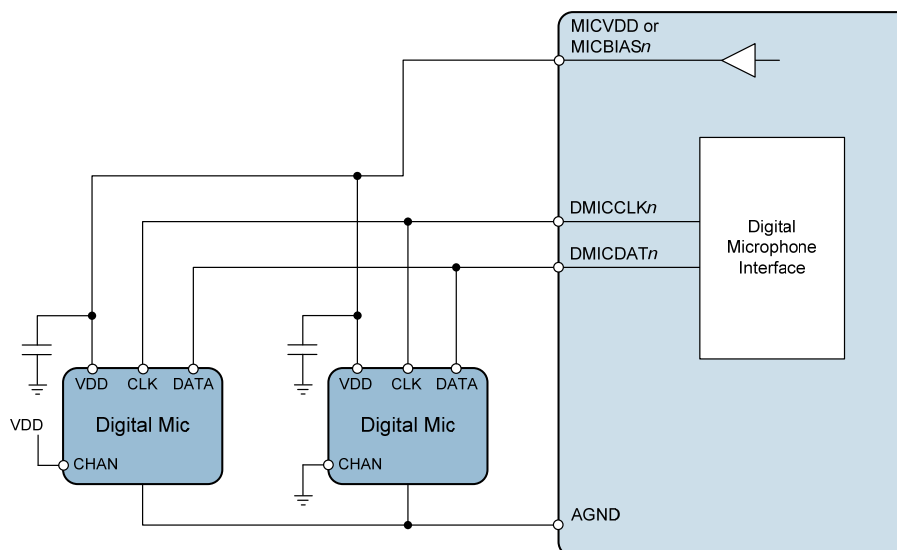 MICVDD or
MICBIASn
DMICCLKn
DMICDATn
Digital
Microphone
Interface
VDD CLK DATA
Digital Mic
VDD
CHAN
VDD CLK DATA
Digital Mic
CHAN
AGND